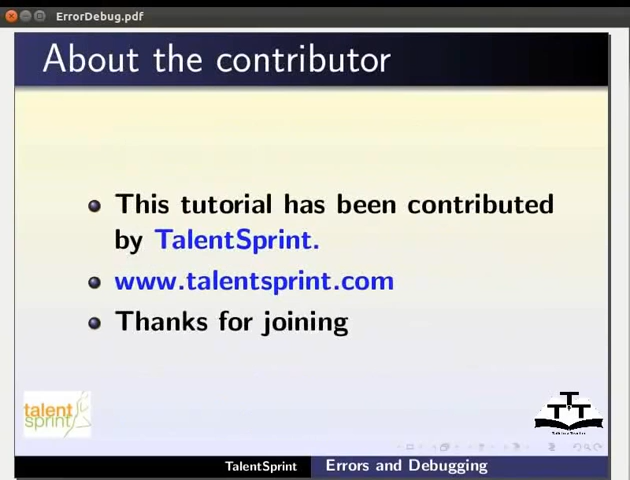 ErrorDebug.pdf
About the contributor
This tutorial has been contributed
by TalentSprint.
www.talentsprint.com
Thanks for joining
talent
sprint
TTT
TalentSprint
Errors and Debugging